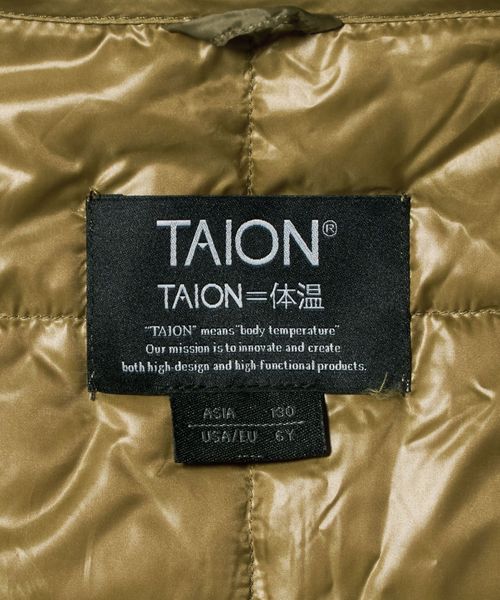 TAION®
TAION=体温
"TAION" means "body temperature"
Our mission is to innovate and create
both high-design and high-functional products.
ASIA 130
USA/EU 6Y